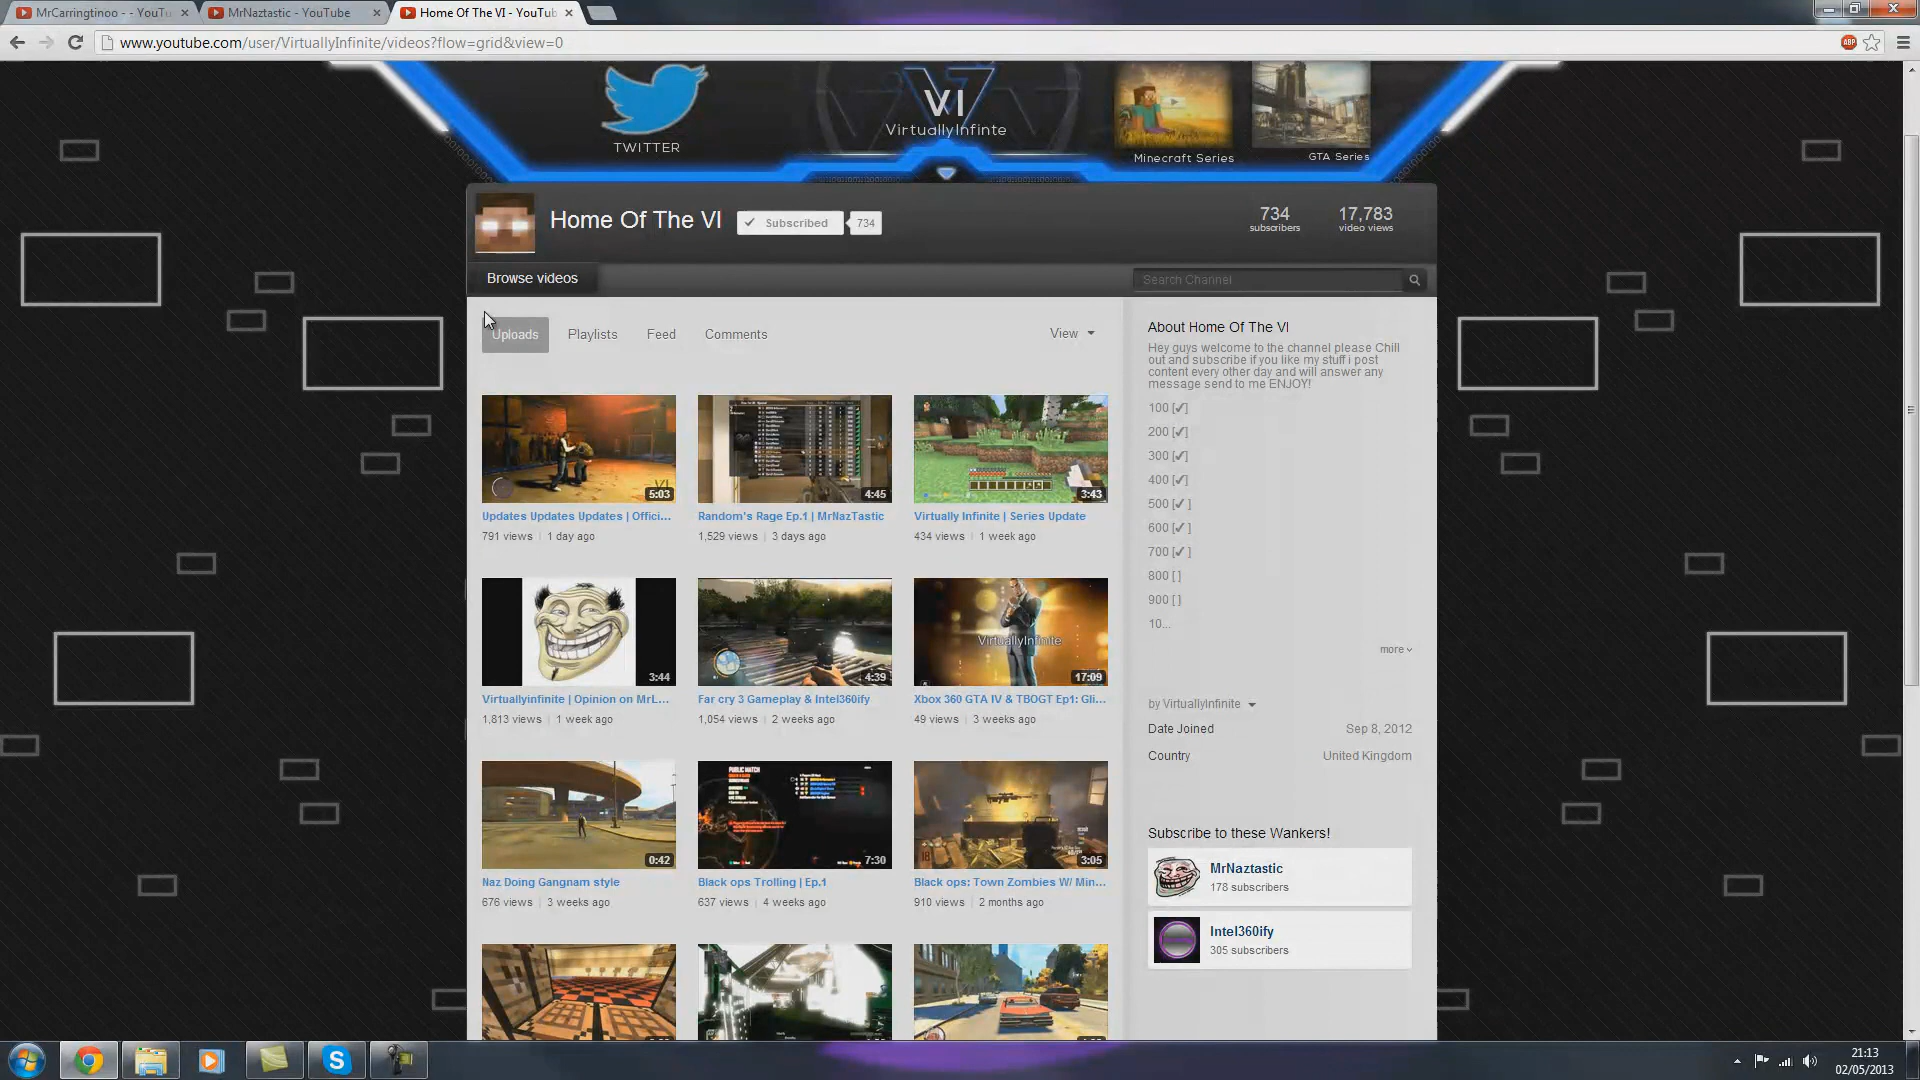 MrCarringtinoo - - YouTu
MrNaztastic - YouTube
Home Of The VI - YouTub
www.youtube.com/user/VirtuallyInfinite/videos?flow=grid&view=0
ABP
TWITTER
VI
VirtuallyInfinte
Minecraft Series
GTA Series
Home Of The VI
Subscribed
734
734
subscribers
17,783
video views
Browse videos
Search Channel
Uploads
Playlists
Feed
Comments
View
5:03
4:45
3:43
Updates Updates Updates | Offici...
791 views | 1 day ago
Random's Rage Ep.1 | MrNazTastic
1,529 views | 3 days ago
Virtually Infinite | Series Update
434 views | 1 week ago
3:44
4:39
VirtuallyInfinite
17:09
Virtuallyinfinite | Opinion on MrL...
1,813 views | 1 week ago
Far cry 3 Gameplay & Intel360ify
1,054 views | 2 weeks ago
Xbox 360 GTA IV & TBOGT Ep1: Gli...
49 views | 3 weeks ago
0:42
PUBLIC MATCH
7:30
3:05
Naz Doing Gangnam style
676 views | 3 weeks ago
Black ops Trolling | Ep.1
637 views | 4 weeks ago
Black ops: Town Zombies W/ Min...
910 views | 2 months ago
About Home Of The VI
Hey guys welcome to the channel please Chill
out and subscribe if you like my stuff i post
content every other day and will answer any
message send to me ENJOY!
100 [✔]
200 [✔]
300 [✔]
400 [✔]
500 [✔ ]
600 [✔ ]
700 [✔ ]
800 [ ]
900 [ ]
10...
more
by VirtuallyInfinite
Date Joined
Sep 8, 2012
Country
United Kingdom
Subscribe to these Wankers!
MrNaztastic
178 subscribers
Intel360ify
305 subscribers
21:13
02/05/2013